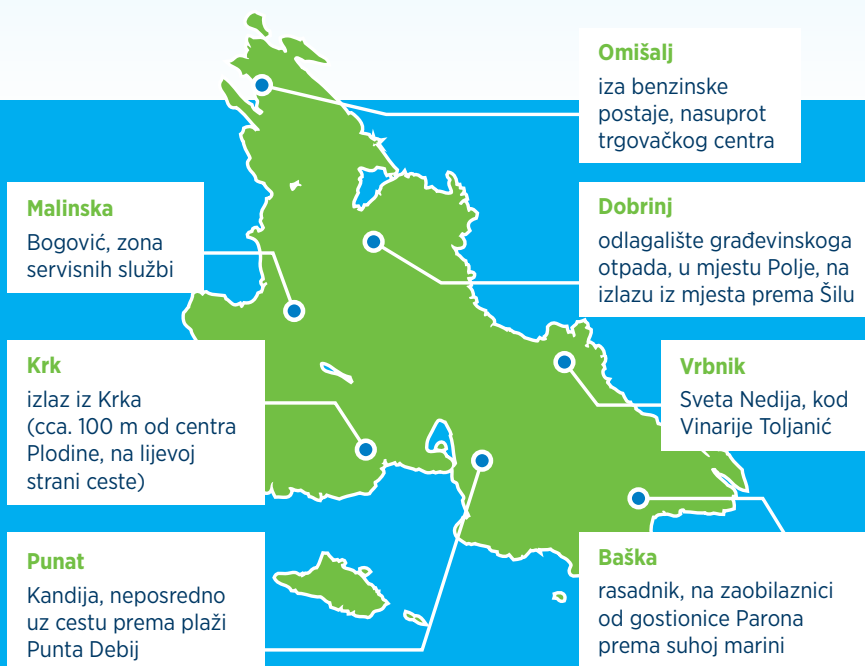 Omišalj
iza benzinske
postaje, nasuprot
trgovačkog centra
Malinska
Bogović, zona
servisnih službi
Dobrinj
odlagalište građevinskoga
otpada, u mjestu Polje, na
izlazu iz mjesta prema Šilu
Krk
izlaz iz Krka
(cca. 100 m od centra
Plodine, na lijevoj
strani ceste)
Vrbnik
Sveta Nedija, kod
Vinarije Toljanić
Punat
Kandija, neposredno
uz cestu prema plaži
Punta Debij
Baška
rasadnik, na zaobilaznici
od gostionice Parona
prema suhoj marini